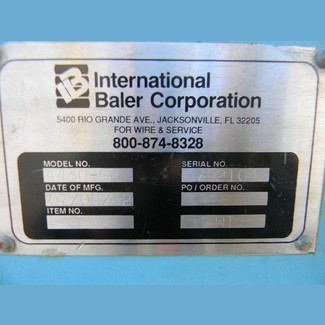 IB International
Baler Corporation
5400 RIO GRANDE AVE., JACKSONVILLE, FL 32205
FOR WIRE & SERVICE
800-874-8328
MODEL NO. SERIAL NO.
DATE OF MFG. PO / ORDER NO.
ITEM NO.